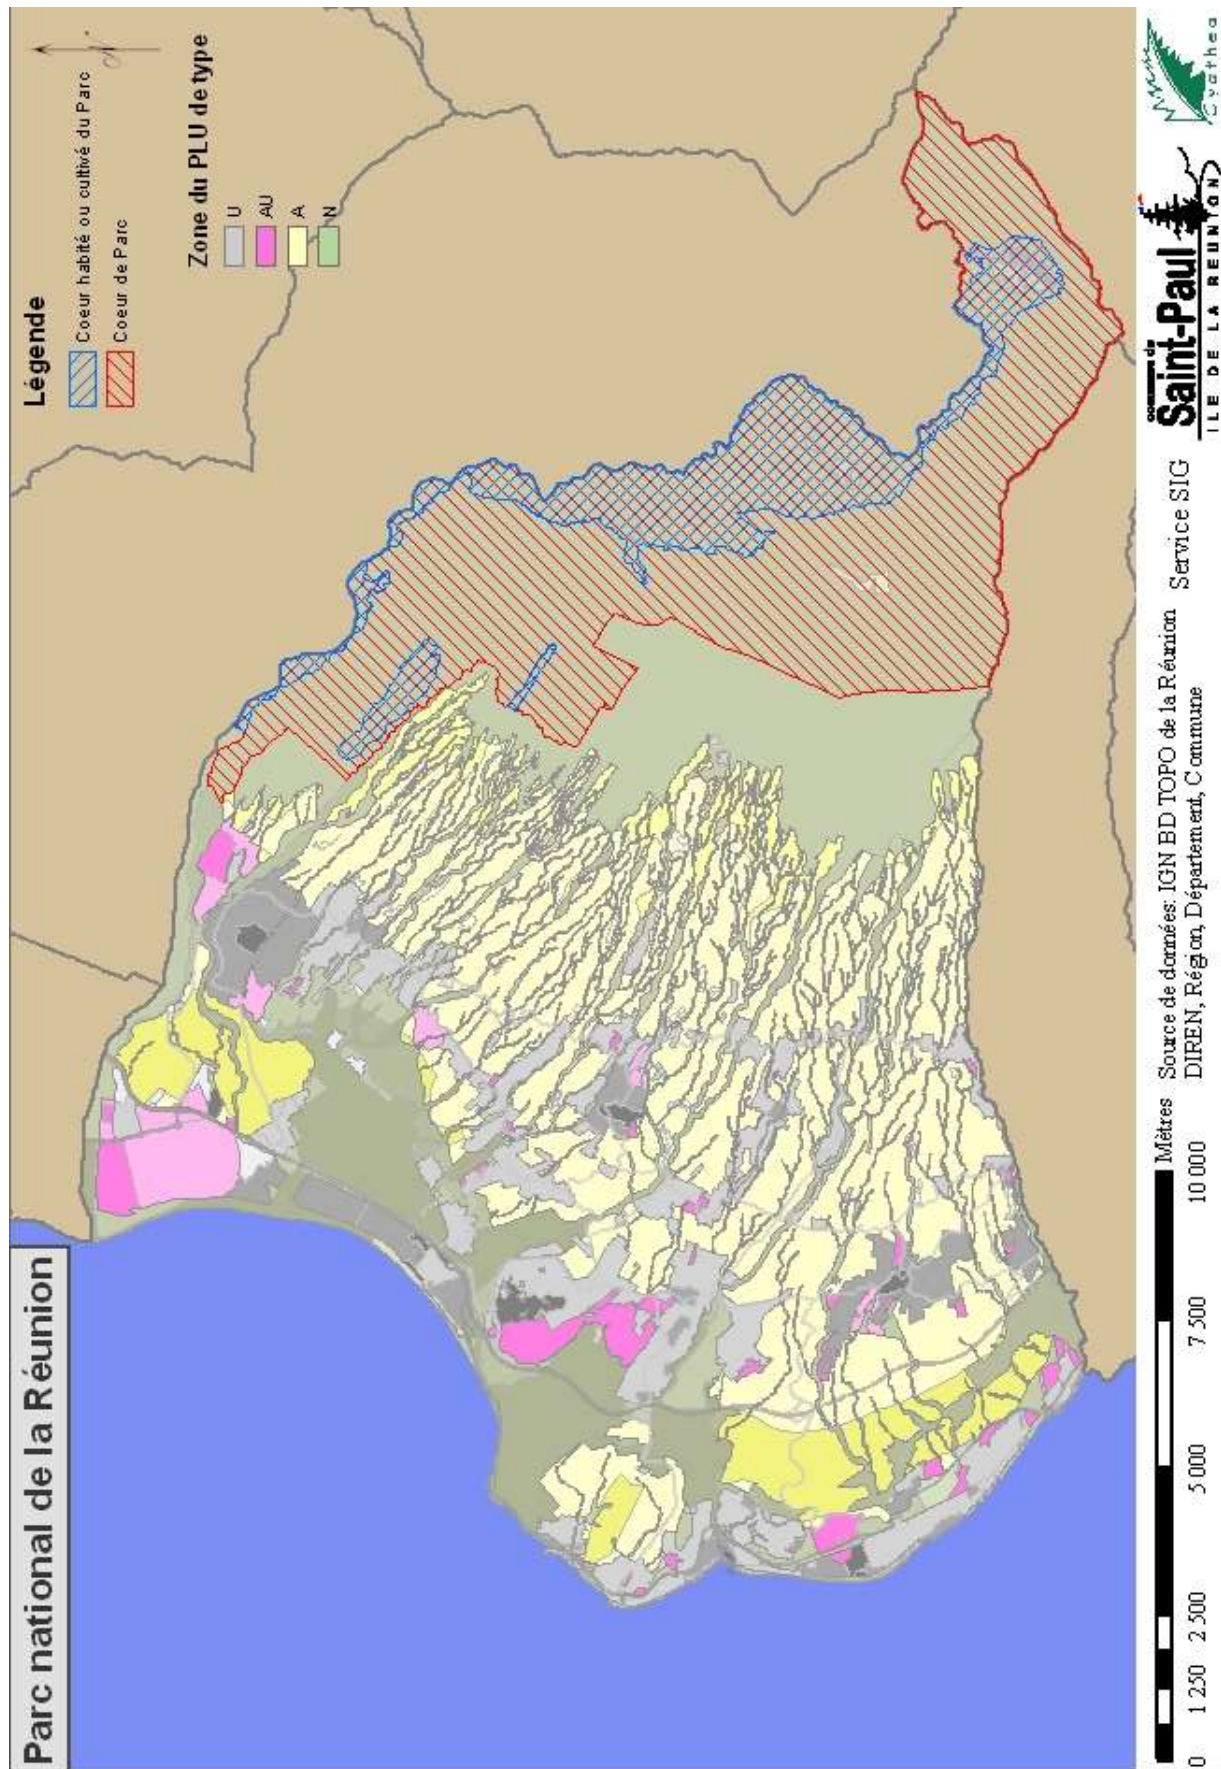 Parc national de la Réunion
Légende
Coeur habité ou cultivé du Parc
Coeur de Parc
Zone du PLU de type
U
AU
A
N
N
0 1 250 2 500 5 000 7 500 10 000
Mètres
Source de données: IGN BD TOPO de la Réunion
DIREN, Région, Département, Commune
Service SIG
Saint-Paul
ILE DE LA REUNION
Cyathea